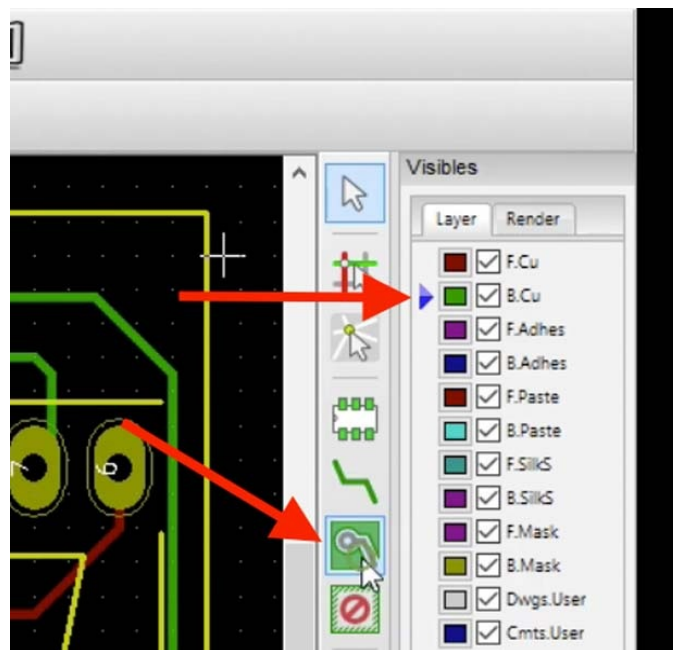 Visibles
Layer Render
F.Cu
B.Cu
F.Adhes
B.Adhes
F.Paste
B.Paste
F.SilkS
B.SilkS
F.Mask
B.Mask
Dwgs.User
Cmts.User